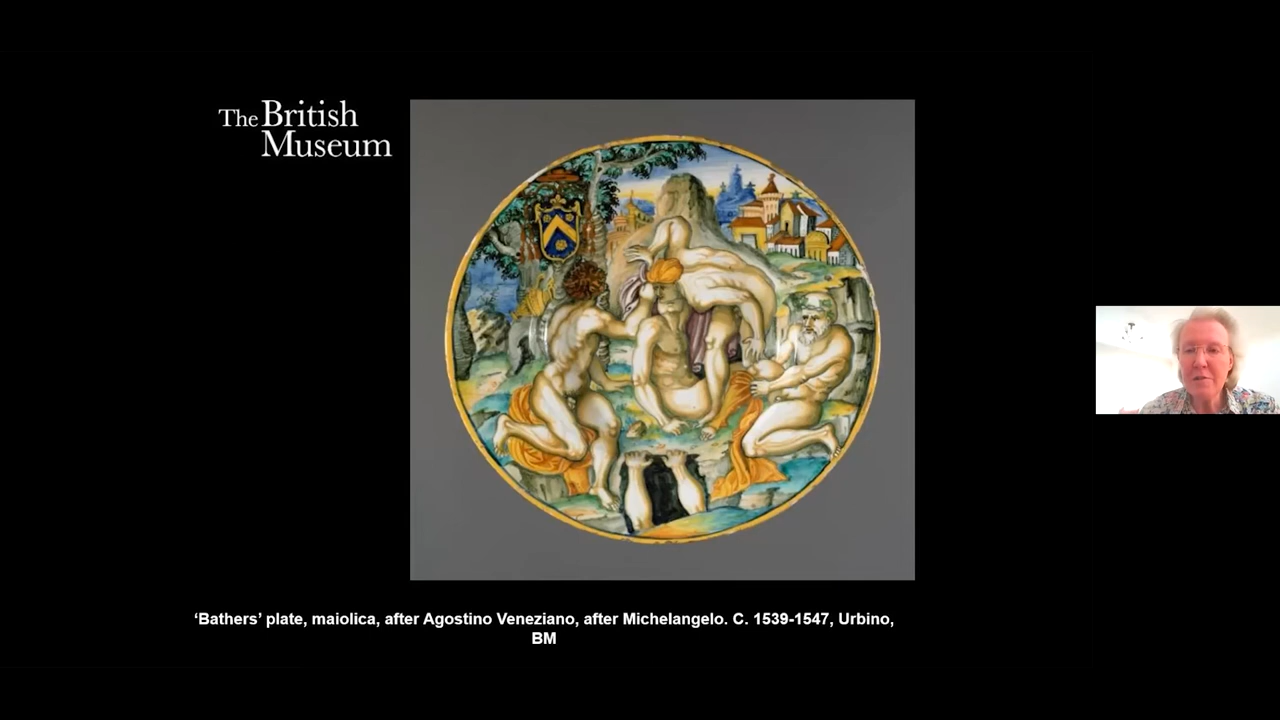 The British
Museum
‘Bathers’ plate, maiolica, after Agostino Veneziano, after Michelangelo. C. 1539-1547, Urbino,
BM